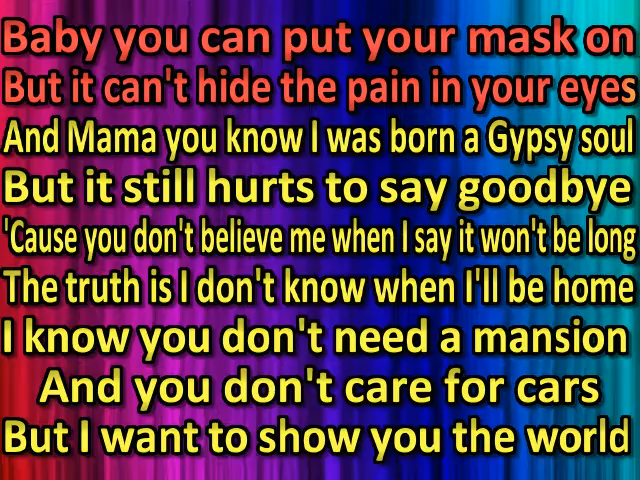 Baby you can put your mask on
But it can't hide the pain in your eyes
And Mama you know I was born a Gypsy soul
But it still hurts to say goodbye
'Cause you don't believe me when I say it won't be long
The truth is I don't know when I'll be home
I know you don't need a mansion
And you don't care for cars
But I want to show you the world